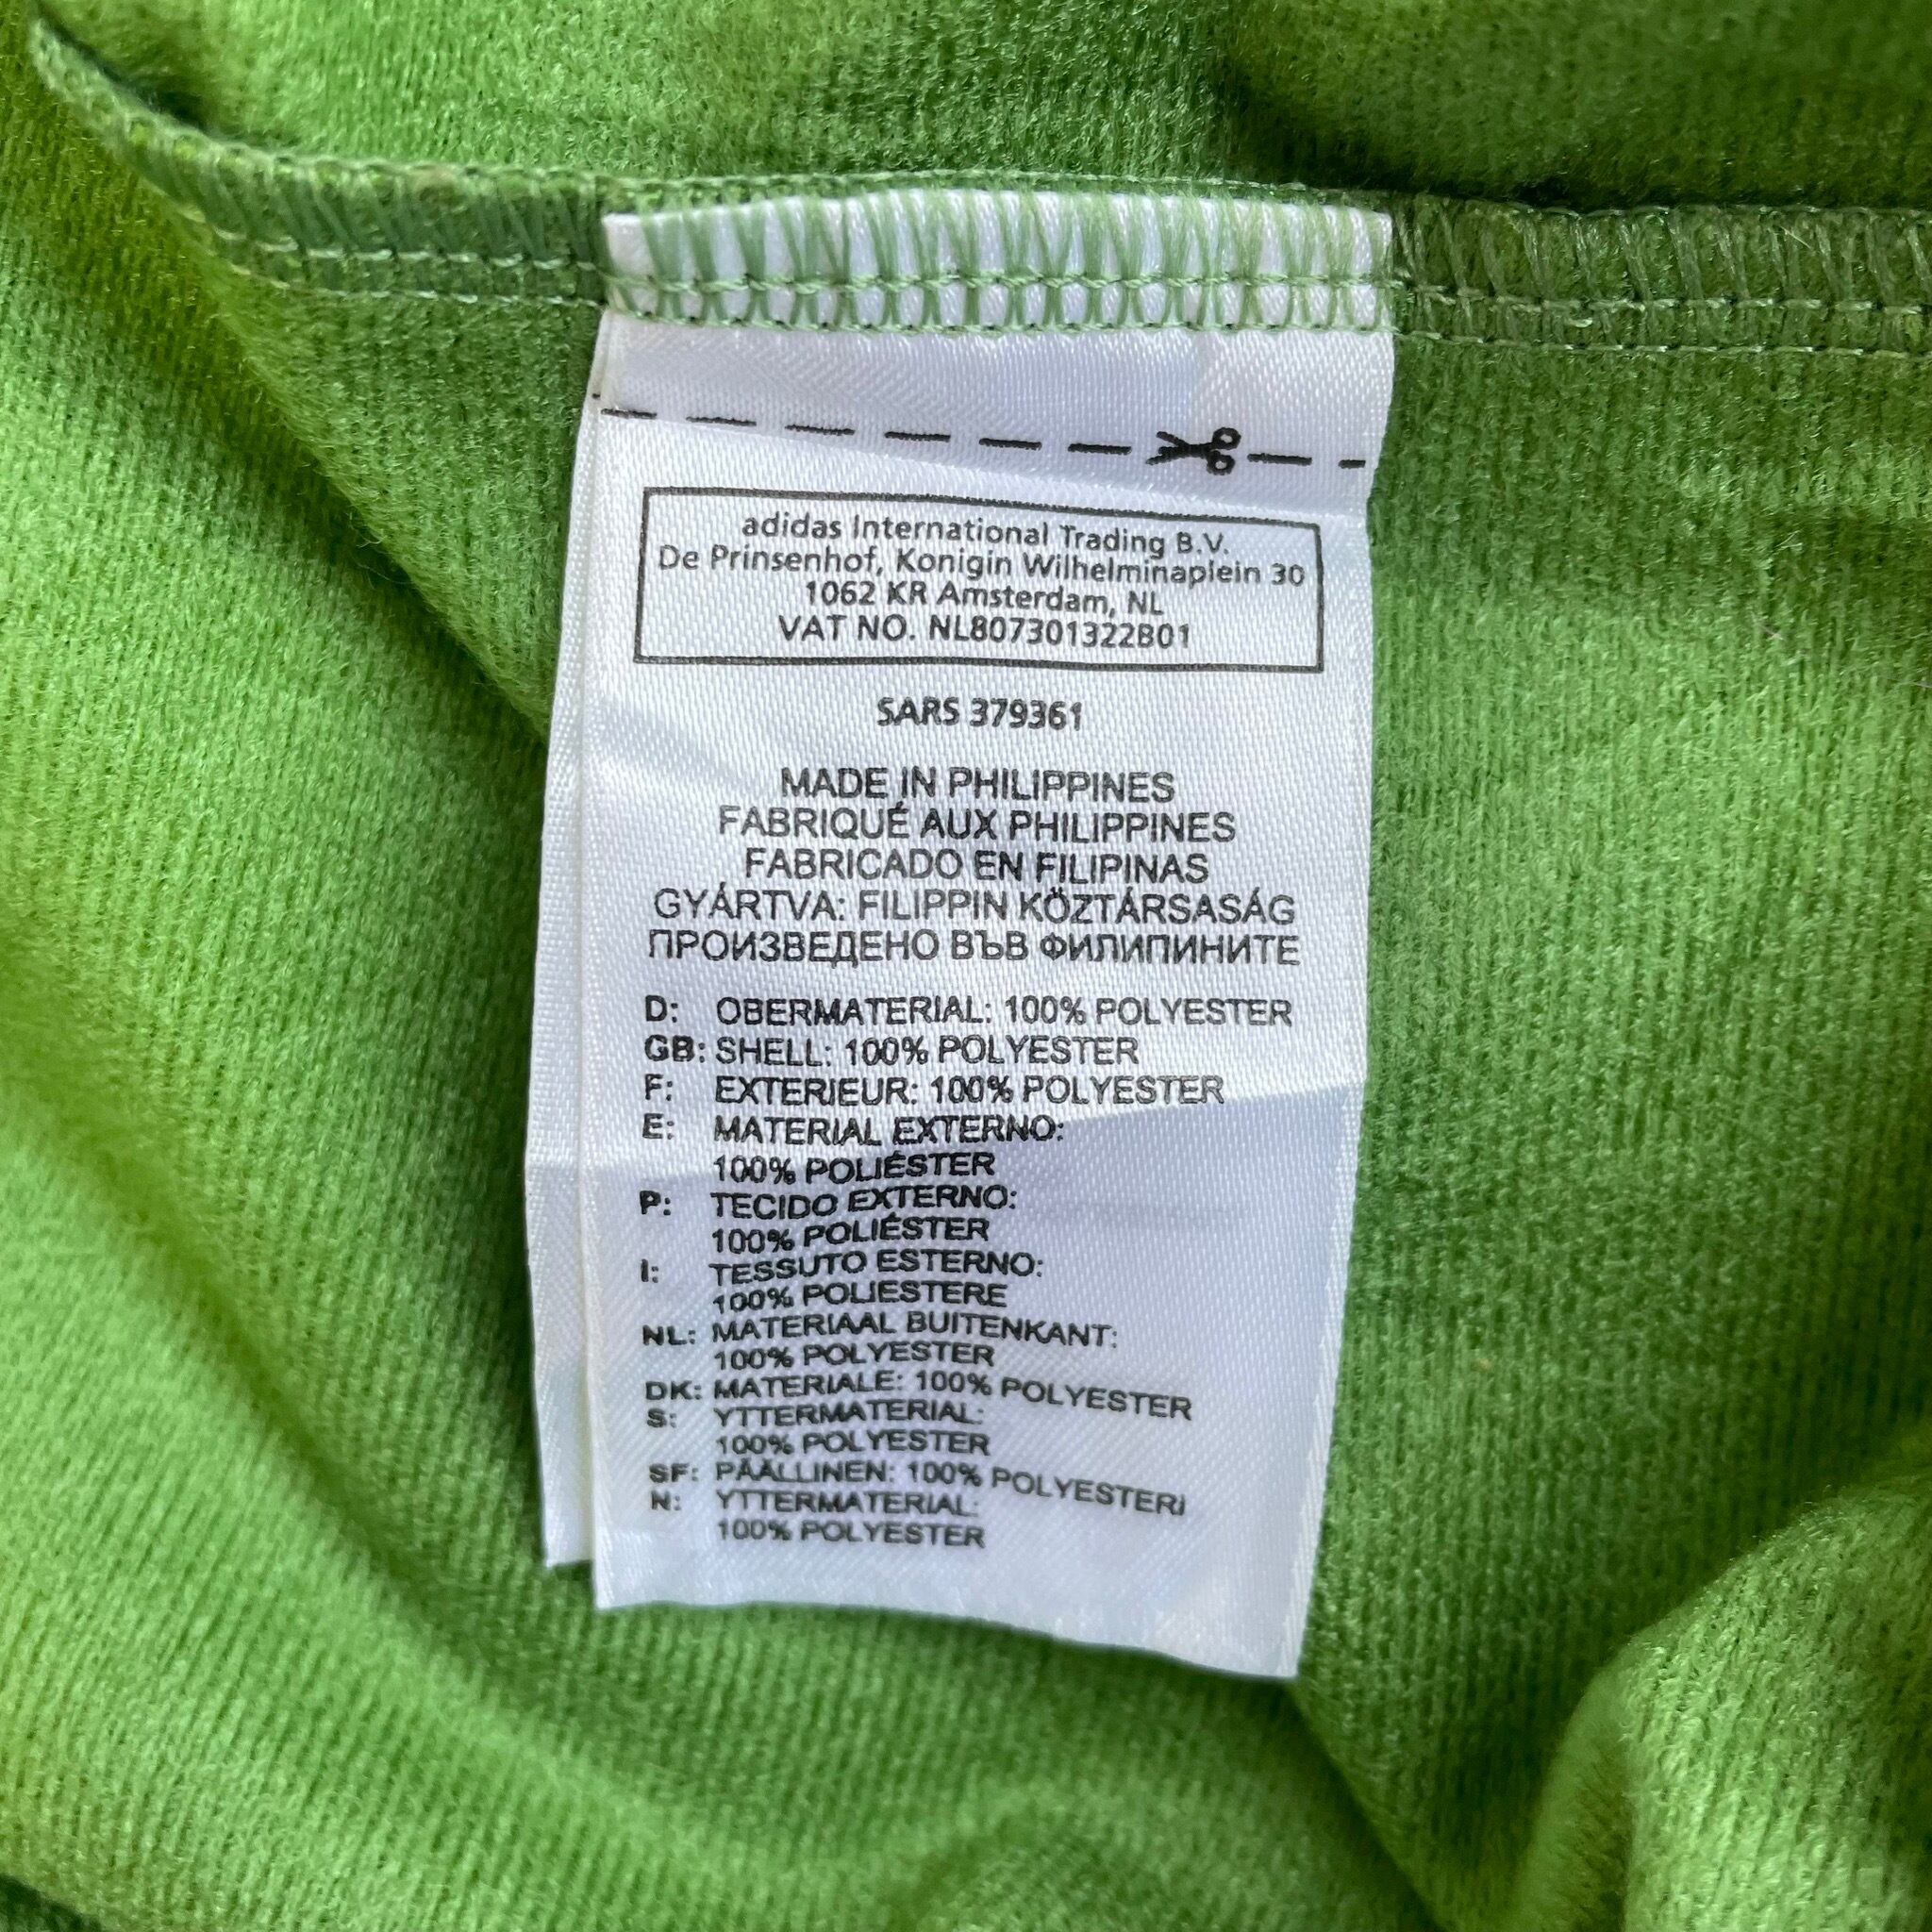 adidas International Trading B.V.
De Prinsenhof, Konigin Wilhelminaplein 30
1062 KR Amsterdam, NL
VAT NO. NL807301322B01
SARS 379361
MADE IN PHILIPPINES
FABRIQUÉ AUX PHILIPPINES
FABRICADO EN FILIPINAS
GYÁRTVA: FILIPPIN KÖZTÁRSASÁG
ПРОИЗВЕДЕНО ВЪВ ФИЛИПИНИТЕ
D: OBERMATERIAL: 100% POLYESTER
GB: SHELL: 100% POLYESTER
F: EXTERIEUR: 100% POLYESTER
E: MATERIAL EXTERNO:
100% POLIÉSTER
P: TECIDO EXTERNO:
100% POLIÉSTER
I: TESSUTO ESTERNO:
100% POLIESTERE
NL: MATERIAAL BUITENKANT:
100% POLYESTER
DK: MATERIALE: 100% POLYESTER
S: YTTERMATERIAL:
100% POLYESTER
SF: PÄÄLLINEN: 100% POLYESTERI
N: YTTERMATERIAL:
100% POLYESTER